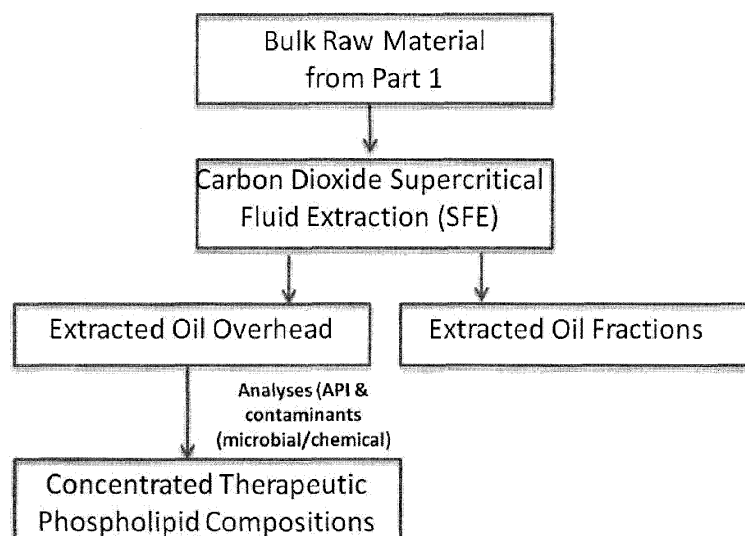 Bulk Raw Material
from Part 1
Carbon Dioxide Supercritical
Fluid Extraction (SFE)
Extracted Oil Overhead
Extracted Oil Fractions
Analyses (API &
contaminants
(microbial/chemical)
Concentrated Therapeutic
Phospholipid Compositions